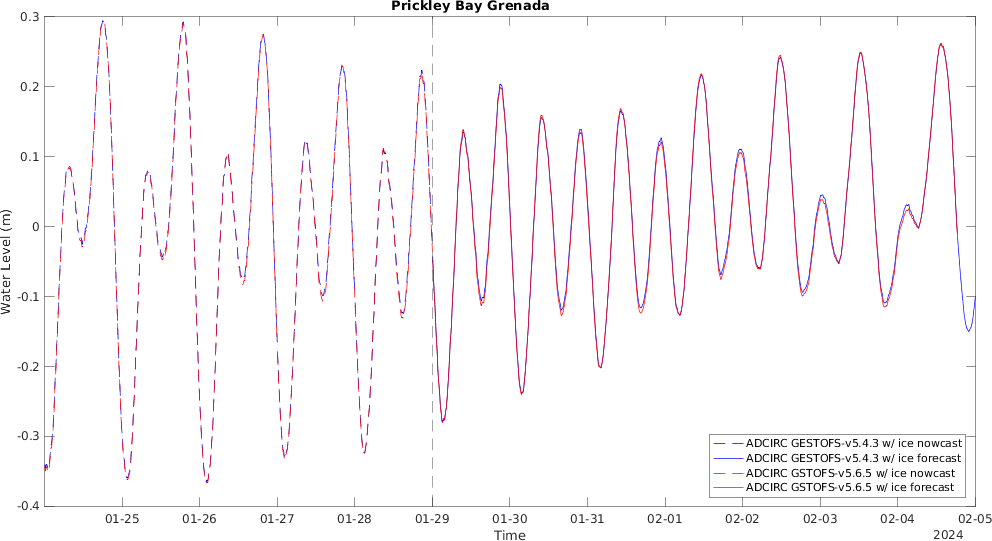 Prickley Bay Grenada
0.3
0.2
0.1
0
-0.1
-0.2
-0.3
-0.4
Water Level (m)
ADCIRC GESTOFS-v5.4.3 w/ ice nowcast
ADCIRC GESTOFS-v5.4.3 w/ ice forecast
ADCIRC GSTOFS-v5.6.5 w/ ice nowcast
ADCIRC GSTOFS-v5.6.5 w/ ice forecast
01-25 01-26 01-27 01-28 01-29 01-30 01-31 02-01 02-02 02-03 02-04 02-05
Time
2024